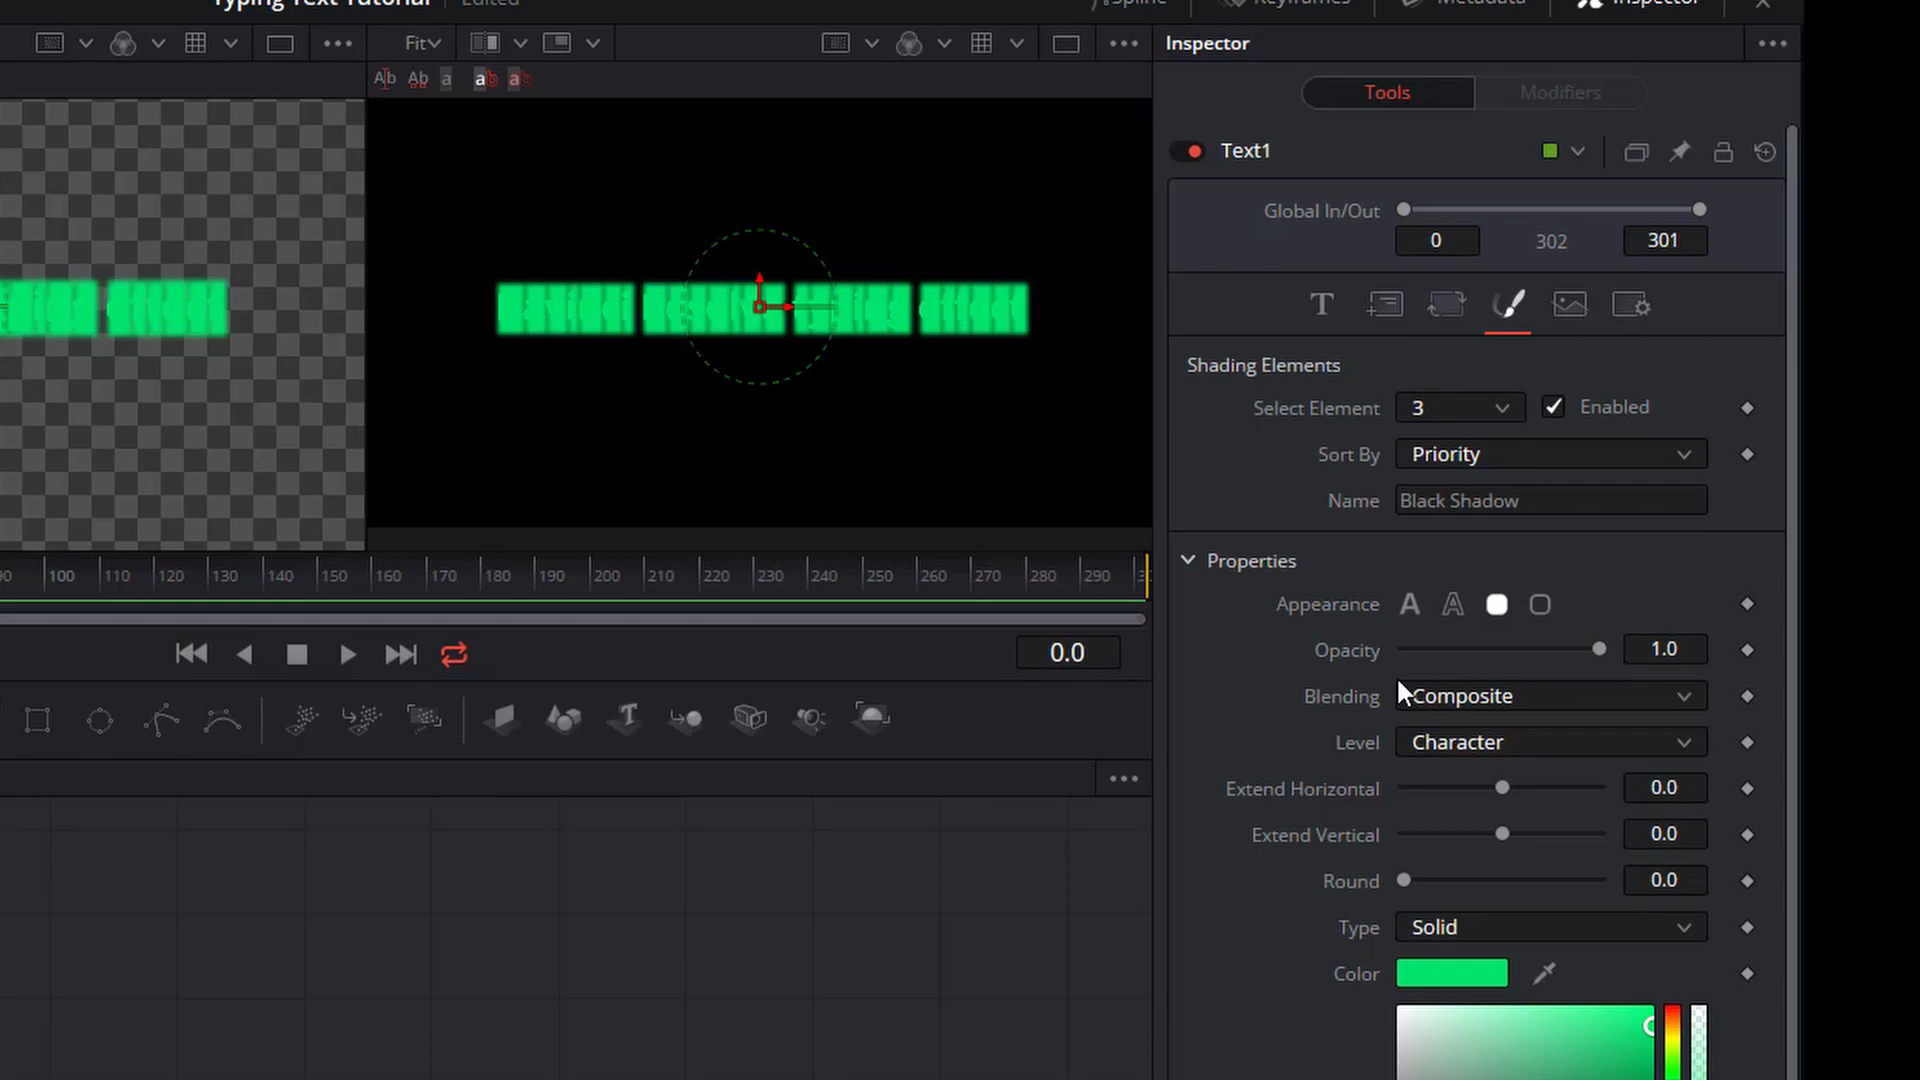 Typing Text Tutorial Edited
Spline Keyframes Metadata Inspector
Fit
Inspector
Tools Modifiers
Text1
Global In/Out
0 302 301
Shading Elements
Select Element 3 Enabled
Sort By Priority
Name Black Shadow
Properties
Appearance
Opacity 1.0
Blending Composite
Level Character
Extend Horizontal 0.0
Extend Vertical 0.0
Round 0.0
Type Solid
Color
100 110 120 130 140 150 160 170 180 190 200 210 220 230 240 250 260 270 280 290
0.0